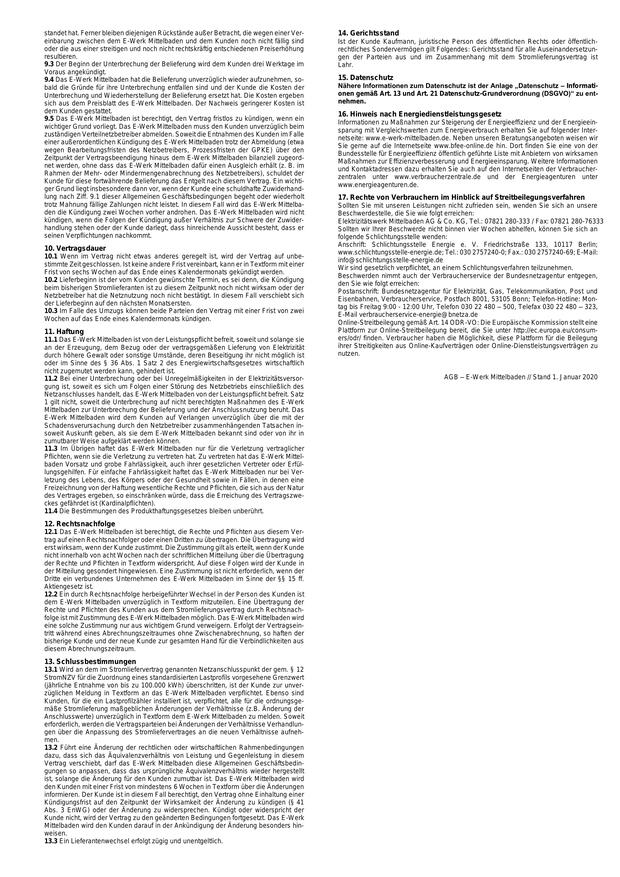 standet hat. Ferner bleiben diejenigen Rückstände außer Betracht, die wegen einer Ver-
einbarung zwischen dem E-Werk Mittelbaden und dem Kunden noch nicht fällig sind
oder die aus einer streitigen und noch nicht rechtskräftig entschiedenen Preiserhöhung
resultieren.
9.3 Der Beginn der Unterbrechung der Belieferung wird dem Kunden drei Werktage im
Voraus angekündigt.
9.4 Das E-Werk Mittelbaden hat die Belieferung unverzüglich wieder aufzunehmen, so-
bald die Gründe für ihre Unterbrechung entfallen sind und der Kunde die Kosten der
Unterbrechung und Wiederherstellung der Belieferung ersetzt hat. Die Kosten ergeben
sich aus dem Preisblatt des E-Werk Mittelbaden. Der Nachweis geringerer Kosten ist
dem Kunden gestattet.
9.5 Das E-Werk Mittelbaden ist berechtigt, den Vertrag fristlos zu kündigen, wenn ein
wichtiger Grund vorliegt. Das E-Werk Mittelbaden muss den Kunden unverzüglich beim
zuständigen Verteilnetzbetreiber abmelden. Soweit die Entnahmen des Kunden im Falle
einer außerordentlichen Kündigung des E-Werk Mittelbaden trotz der Abmeldung (etwa
wegen Bearbeitungsfristen des Netzbetreibers, Prozessfristen der GPKE) über den
Zeitpunkt der Vertragsbeendigung hinaus dem E-Werk Mittelbaden bilanziell zugeord-
net werden, ohne dass das E-Werk Mittelbaden dafür einen Ausgleich erhält (z. B. im
Rahmen der Mehr- oder Mindermengenabrechnung des Netzbetreibers), schuldet der
Kunde für diese fortwährende Belieferung das Entgelt nach diesem Vertrag. Ein wichti-
ger Grund liegt insbesondere dann vor, wenn der Kunde eine schuldhafte Zuwiderhand-
lung nach Ziff. 9.1 dieser Allgemeinen Geschäftsbedingungen begeht oder wiederholt
trotz Mahnung fällige Zahlungen nicht leistet. In diesem Fall wird das E-Werk Mittelba-
den die Kündigung zwei Wochen vorher androhen. Das E-Werk Mittelbaden wird nicht
kündigen, wenn die Folgen der Kündigung außer Verhältnis zur Schwere der Zuwider-
handlung stehen oder der Kunde darlegt, dass hinreichende Aussicht besteht, dass er
seinen Verpflichtungen nachkommt.
10. Vertragsdauer
10.1 Wenn im Vertrag nicht etwas anderes geregelt ist, wird der Vertrag auf unbe-
stimmte Zeit geschlossen. Ist keine andere Frist vereinbart, kann er in Textform mit einer
Frist von sechs Wochen auf das Ende eines Kalendermonats gekündigt werden.
10.2 Lieferbeginn ist der vom Kunden gewünschte Termin, es sei denn, die Kündigung
beim bisherigen Stromlieferanten ist zu diesem Zeitpunkt noch nicht wirksam oder der
Netzbetreiber hat die Netznutzung noch nicht bestätigt. In diesem Fall verschiebt sich
der Lieferbeginn auf den nächsten Monatsersten.
10.3 Im Falle des Umzugs können beide Parteien den Vertrag mit einer Frist von zwei
Wochen auf das Ende eines Kalendermonats kündigen.
11. Haftung
11.1 Das E-Werk Mittelbaden ist von der Leistungspflicht befreit, soweit und solange sie
an der Erzeugung, dem Bezug oder der vertragsgemäßen Lieferung von Elektrizität
durch höhere Gewalt oder sonstige Umstände, deren Beseitigung ihr nicht möglich ist
oder im Sinne des § 36 Abs. 1 Satz 2 des Energiewirtschaftsgesetzes wirtschaftlich
nicht zugemutet werden kann, gehindert ist.
11.2 Bei einer Unterbrechung oder bei Unregelmäßigkeiten in der Elektrizitätsversor-
gung ist, soweit es sich um Folgen einer Störung des Netzbetriebs einschließlich des
Netzanschlusses handelt, das E-Werk Mittelbaden von der Leistungspflicht befreit. Satz
1 gilt nicht, soweit die Unterbrechung auf nicht berechtigten Maßnahmen des E-Werk
Mittelbaden zur Unterbrechung der Belieferung und der Anschlussnutzung beruht. Das
E-Werk Mittelbaden wird dem Kunden auf Verlangen unverzüglich über die mit der
Schadensverursachung durch den Netzbetreiber zusammenhängenden Tatsachen in-
soweit Auskunft geben, als sie dem E-Werk Mittelbaden bekannt sind oder von ihr in
zumutbarer Weise aufgeklärt werden können.
11.3 Im Übrigen haftet das E-Werk Mittelbaden nur für die Verletzung vertraglicher
Pflichten, wenn sie die Verletzung zu vertreten hat. Zu vertreten hat das E-Werk Mittel-
baden Vorsatz und grobe Fahrlässigkeit, auch ihrer gesetzlichen Vertreter oder Erfül-
lungsgehilfen. Für einfache Fahrlässigkeit haftet das E-Werk Mittelbaden nur bei Ver-
letzung des Lebens, des Körpers oder der Gesundheit sowie in Fällen, in denen eine
Freizeichnung von der Haftung wesentliche Rechte und Pflichten, die sich aus der Natur
des Vertrages ergeben, so einschränken würde, dass die Erreichung des Vertragszwe-
ckes gefährdet ist (Kardinalpflichten).
11.4 Die Bestimmungen des Produkthaftungsgesetzes bleiben unberührt.
12. Rechtsnachfolge
12.1 Das E-Werk Mittelbaden ist berechtigt, die Rechte und Pflichten aus diesem Ver-
trag auf einen Rechtsnachfolger oder einen Dritten zu übertragen. Die Übertragung wird
erst wirksam, wenn der Kunde zustimmt. Die Zustimmung gilt als erteilt, wenn der Kunde
nicht innerhalb von acht Wochen nach der schriftlichen Mitteilung über die Übertragung
der Rechte und Pflichten in Textform widerspricht. Auf diese Folgen wird der Kunde in
der Mitteilung gesondert hingewiesen. Eine Zustimmung ist nicht erforderlich, wenn der
Dritte ein verbundenes Unternehmen des E-Werk Mittelbaden im Sinne der §§ 15 ff.
Aktiengesetz ist.
12.2 Ein durch Rechtsnachfolge herbeigeführter Wechsel in der Person des Kunden ist
dem E-Werk Mittelbaden unverzüglich in Textform mitzuteilen. Eine Übertragung der
Rechte und Pflichten des Kunden aus dem Stromlieferungsvertrag durch Rechtsnach-
folge ist mit Zustimmung des E-Werk Mittelbaden möglich. Das E-Werk Mittelbaden wird
eine solche Zustimmung nur aus wichtigem Grund verweigern. Erfolgt der Vertragsein-
tritt während eines Abrechnungszeitraumes ohne Zwischenabrechnung, so haften der
bisherige Kunde und der neue Kunde zur gesamten Hand für die Verbindlichkeiten aus
diesem Abrechnungszeitraum.
13. Schlussbestimmungen
13.1 Wird an dem im Stromliefervertrag genannten Netzanschlusspunkt der gem. § 12
StromNZV für die Zuordnung eines standardisierten Lastprofils vorgesehene Grenzwert
(jährliche Entnahme von bis zu 100.000 kWh) überschritten, ist der Kunde zur unver-
züglichen Meldung in Textform an das E-Werk Mittelbaden verpflichtet. Ebenso sind
Kunden, für die ein Lastprofilzähler installiert ist, verpflichtet, alle für die ordnungsge-
mäße Stromlieferung maßgeblichen Änderungen der Verhältnisse (z.B. Änderung der
Anschlusswerte) unverzüglich in Textform dem E-Werk Mittelbaden zu melden. Soweit
erforderlich, werden die Vertragsparteien bei Änderungen der Verhältnisse Verhandlun-
gen über die Anpassung des Stromliefervertrages an die neuen Verhältnisse aufneh-
men.
13.2 Führt eine Änderung der rechtlichen oder wirtschaftlichen Rahmenbedingungen
dazu, dass sich das Äquivalenzverhältnis von Leistung und Gegenleistung in diesem
Vertrag verschiebt, darf das E-Werk Mittelbaden diese Allgemeinen Geschäftsbedin-
gungen so anpassen, dass das ursprüngliche Äquivalenzverhältnis wieder hergestellt
ist, solange die Änderung für den Kunden zumutbar ist. Das E-Werk Mittelbaden wird
den Kunden mit einer Frist von mindestens 6 Wochen in Textform über die Änderungen
informieren. Der Kunde ist in diesem Fall berechtigt, den Vertrag ohne Einhaltung einer
Kündigungsfrist auf den Zeitpunkt der Wirksamkeit der Änderung zu kündigen (§ 41
Abs. 3 EnWG) oder der Änderung zu widersprechen. Kündigt oder widerspricht der
Kunde nicht, wird der Vertrag zu den geänderten Bedingungen fortgesetzt. Das E-Werk
Mittelbaden wird den Kunden darauf in der Ankündigung der Änderung besonders hin-
weisen.
13.3 Ein Lieferantenwechsel erfolgt zügig und unentgeltlich.
14. Gerichtsstand
Ist der Kunde Kaufmann, juristische Person des öffentlichen Rechts oder öffentlich-
rechtliches Sondervermögen gilt Folgendes: Gerichtsstand für alle Auseinandersetzun-
gen der Parteien aus und im Zusammenhang mit dem Stromlieferungsvertrag ist
Lahr.
15. Datenschutz
Nähere Informationen zum Datenschutz ist der Anlage „Datenschutz – Informati-
onen gemäß Art. 13 und Art. 21 Datenschutz-Grundverordnung (DSGVO)“ zu ent-
nehmen.
16. Hinweis nach Energiedienstleistungsgesetz
Informationen zu Maßnahmen zur Steigerung der Energieeffizienz und der Energieein-
sparung mit Vergleichswerten zum Energieverbrauch erhalten Sie auf folgender Inter-
netseite: www.e-werk-mittelbaden.de. Neben unseren Beratungsangeboten weisen wir
Sie gerne auf die Internetseite www.bfee-online.de hin. Dort finden Sie eine von der
Bundesstelle für Energieeffizienz öffentlich geführte Liste mit Anbietern von wirksamen
Maßnahmen zur Effizienzverbesserung und Energieeinsparung. Weitere Informationen
und Kontaktadressen dazu erhalten Sie auch auf den Internetseiten der Verbraucher-
zentralen unter www.verbraucherzentrale.de und der Energieagenturen unter
www.energieagenturen.de.
17. Rechte von Verbrauchern im Hinblick auf Streitbeilegungsverfahren
Sollten Sie mit unseren Leistungen nicht zufrieden sein, wenden Sie sich an unsere
Beschwerdestelle, die Sie wie folgt erreichen:
Elektrizitätswerk Mittelbaden AG & Co. KG, Tel.: 07821 280-333 / Fax: 07821 280-76333
Sollten wir Ihrer Beschwerde nicht binnen vier Wochen abhelfen, können Sie sich an
folgende Schlichtungsstelle wenden:
Anschrift: Schlichtungsstelle Energie e. V. Friedrichstraße 133, 10117 Berlin;
www.schlichtungsstelle-energie.de; Tel.: 030 2757240-0; Fax.: 030 2757240-69; E-Mail:
info@schlichtungsstelle-energie.de
Wir sind gesetzlich verpflichtet, an einem Schlichtungsverfahren teilzunehmen.
Beschwerden nimmt auch der Verbraucherservice der Bundesnetzagentur entgegen,
den Sie wie folgt erreichen:
Postanschrift: Bundesnetzagentur für Elektrizität, Gas, Telekommunikation, Post und
Eisenbahnen, Verbraucherservice, Postfach 8001, 53105 Bonn; Telefon-Hotline: Mon-
tag bis Freitag 9:00 – 12:00 Uhr, Telefon 030 22 480 – 500, Telefax 030 22 480 – 323,
E-Mail verbraucherservice-energie@bnetza.de
Online-Streitbeilegung gemäß Art. 14 ODR-VO: Die Europäische Kommission stellt eine
Plattform zur Online-Streitbeilegung bereit, die Sie unter http://ec.europa.eu/consum-
ers/odr/ finden. Verbraucher haben die Möglichkeit, diese Plattform für die Beilegung
ihrer Streitigkeiten aus Online-Kaufverträgen oder Online-Dienstleistungsverträgen zu
nutzen.
AGB – E-Werk Mittelbaden // Stand 1. Januar 2020